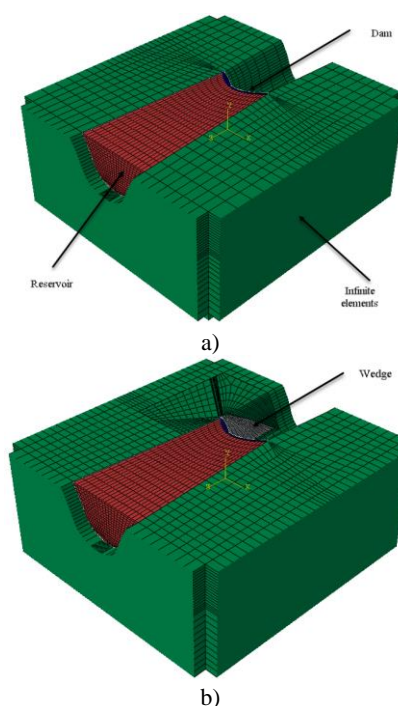 Dam
Y
Reservoir
Infinite
elements
a)
Wedge
Y
b)